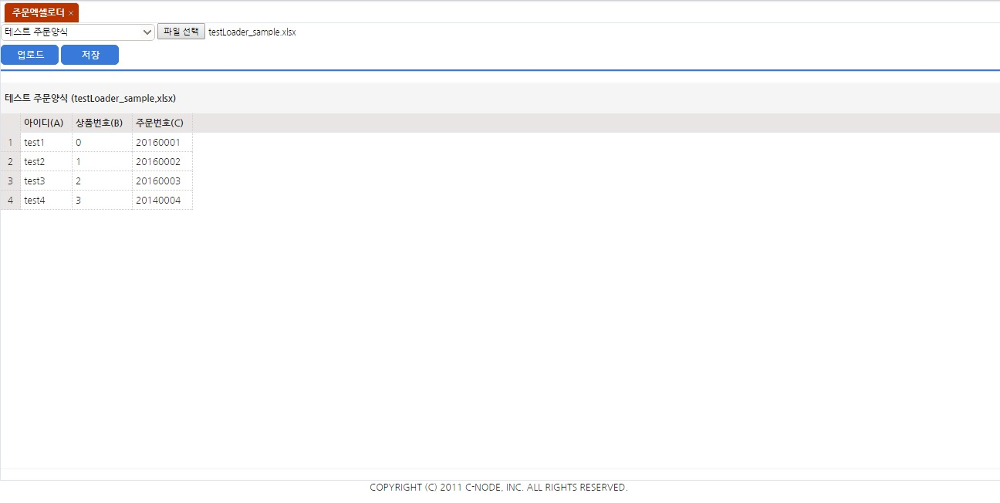 주문엑셀로더 ×
테스트 주문양식 파일 선택 testLoader_sample.xlsx
업로드 저장
테스트 주문양식 (testLoader_sample.xlsx)
아이디(A) 상품번호(B) 주문번호(C)
1 test1 0 20160001
2 test2 1 20160002
3 test3 2 20160003
4 test4 3 20140004
COPYRIGHT (C) 2011 C-NODE, INC. ALL RIGHTS RESERVED.